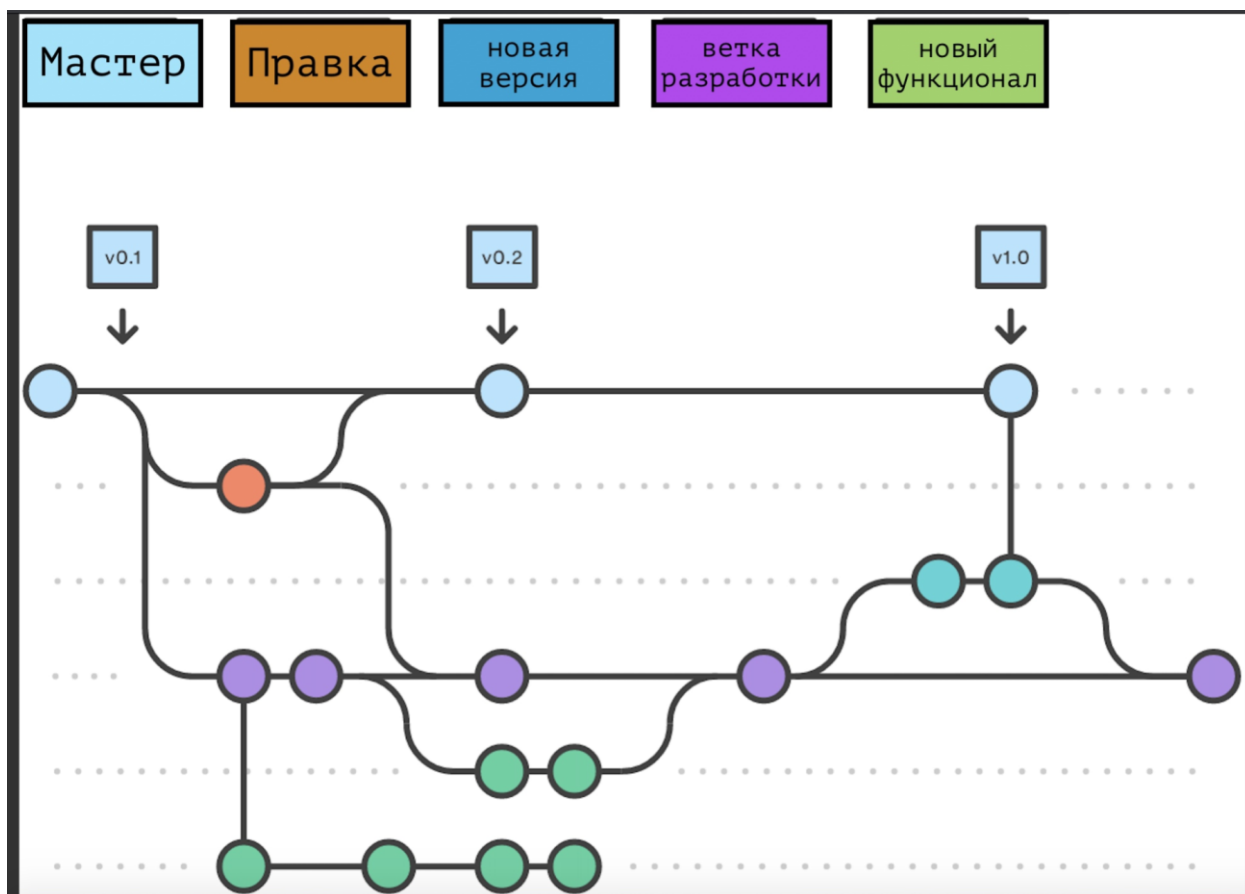 Мастер
Правка
новая
версия
ветка
разработки
новый
функционал
v0.1
v0.2
v1.0